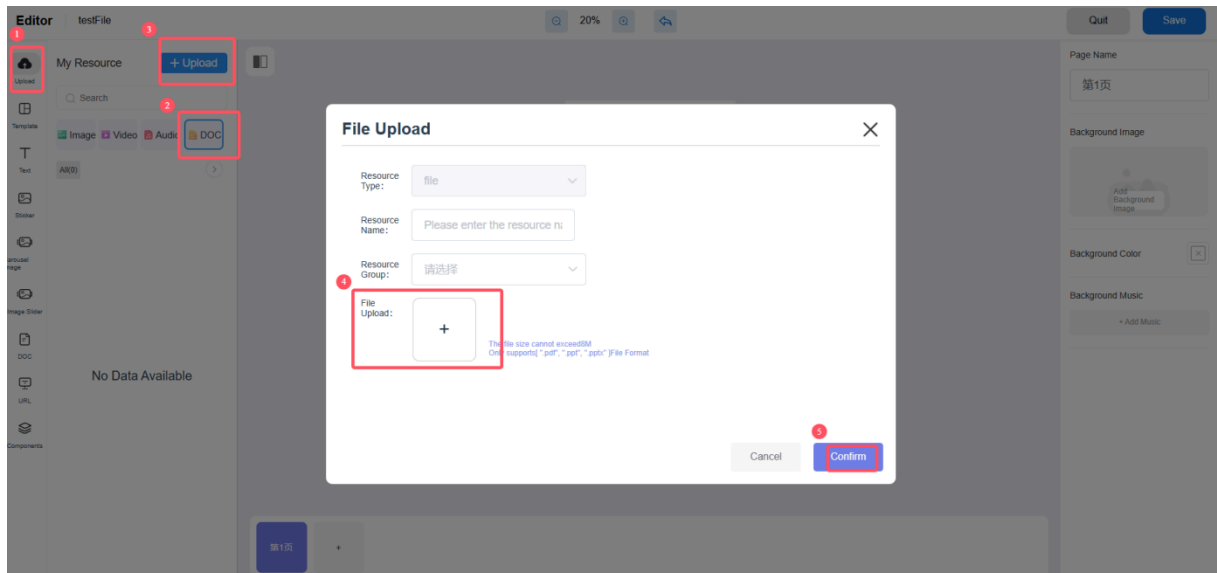 Editor
testFile
20%
Quit
Save
1
3
Upload
My Resource
+ Upload
Search
2
Image
Video
Audio
DOC
All(0)
Template
Text
Sticker
Image Slider
DOC
URL
Components
No Data Available
File Upload
Resource
Type:
file
Resource
Name:
Please enter the resource na
Resource
Group:
请选择
4
File
Upload:
+
The file size cannot exceed8M
Only supports[ ".pdf", ".ppt", ".pptx" ]File Format
5
Cancel
Confirm
第1页
+
Page Name
第1页
Background Image
Add
Background
Image
Background Color
Background Music
+ Add Music